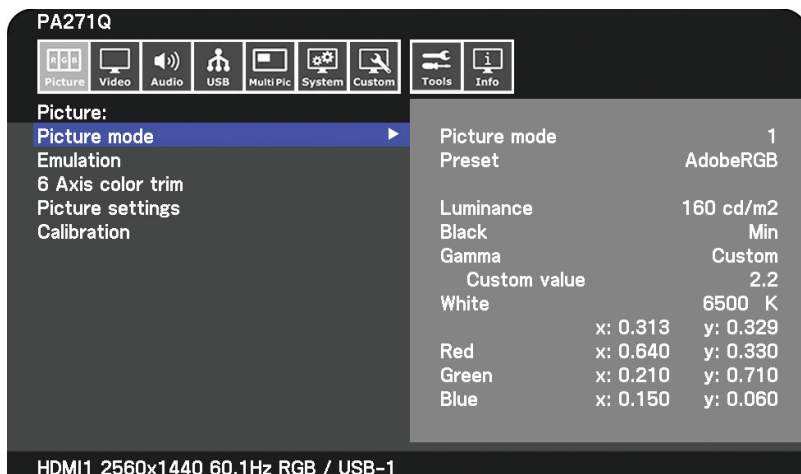 PA271Q
RGB
Picture Video Audio USB MultiPic System Custom Tools Info
Picture:
Picture mode
Emulation
6 Axis color trim
Picture settings
Calibration
Picture mode 1
Preset AdobeRGB
Luminance 160 cd/m2
Black Min
Gamma Custom
Custom value 2.2
White 6500 K
x: 0.313 y: 0.329
Red x: 0.640 y: 0.330
Green x: 0.210 y: 0.710
Blue x: 0.150 y: 0.060
HDMI1 2560x1440 60.1Hz RGB / USB-1